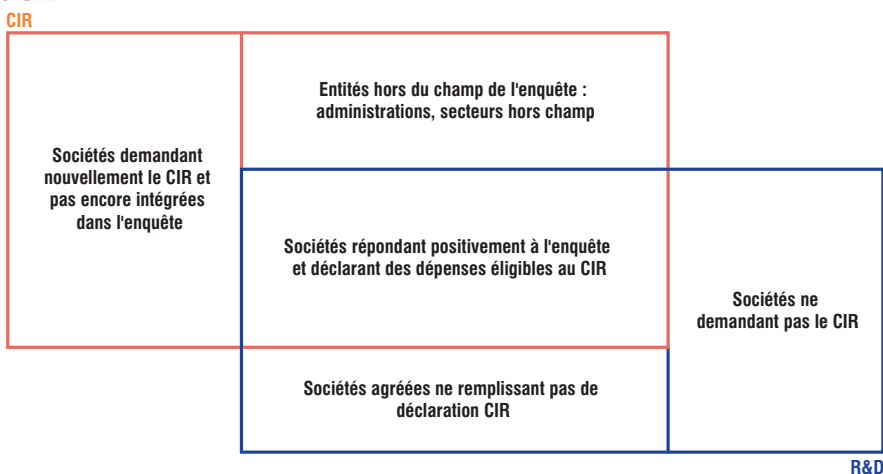 CIR
Entités hors du champ de l'enquête :
administrations, secteurs hors champ
Sociétés demandant
nouvellement le CIR et
pas encore intégrées
dans l'enquête
Sociétés répondant positivement à l'enquête
et déclarant des dépenses éligibles au CIR
Sociétés ne
demandant pas le CIR
Sociétés agréées ne remplissant pas de
déclaration CIR
R&D